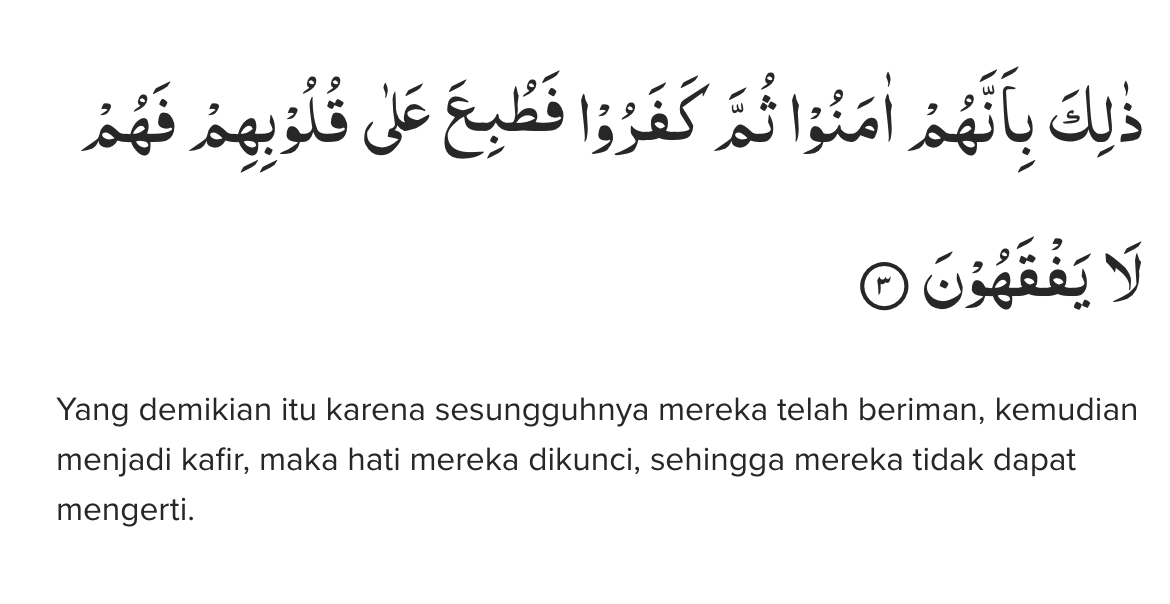 ذٰلِكَ بِاَنَّهُمْ اٰمَنُوْا ثُمَّ كَفَرُوْا فَطُبِعَ عَلٰى قُلُوْبِهِمْ فَهُمْ
لَا يَفْقَهُوْنَ ٣
Yang demikian itu karena sesungguhnya mereka telah beriman, kemudian
menjadi kafir, maka hati mereka dikunci, sehingga mereka tidak dapat
mengerti.